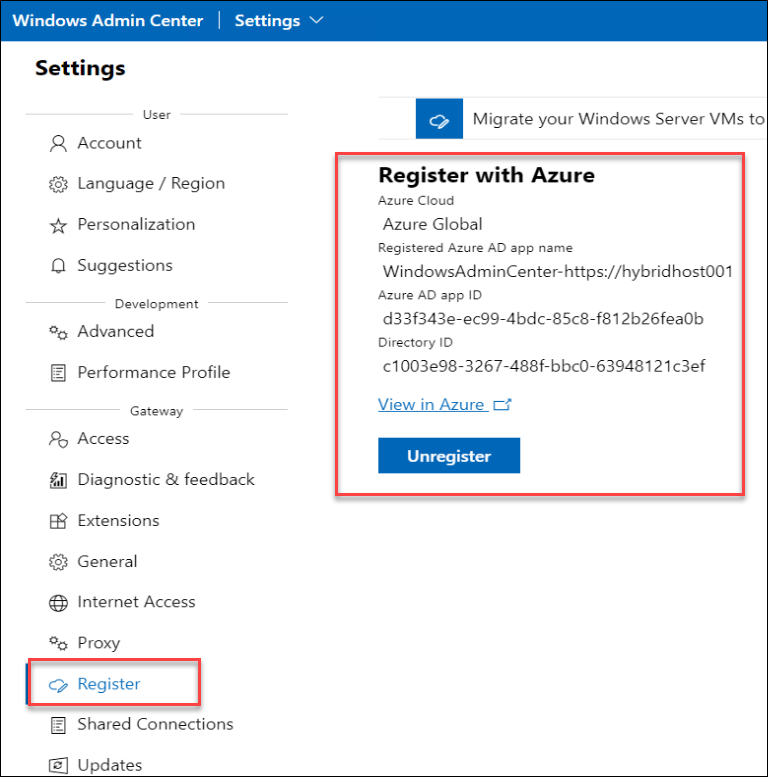 Windows Admin Center | Settings
Settings
User
Account
Language / Region
Personalization
Suggestions
Development
Advanced
Performance Profile
Gateway
Access
Diagnostic & feedback
Extensions
General
Internet Access
Proxy
Register
Shared Connections
Updates
Migrate your Windows Server VMs to
Register with Azure
Azure Cloud
Azure Global
Registered Azure AD app name
WindowsAdminCenter-https://hybridhost001
Azure AD app ID
d33f343e-ec99-4bdc-85c8-f812b26fea0b
Directory ID
c1003e98-3267-488f-bbc0-63948121c3ef
View in Azure
Unregister